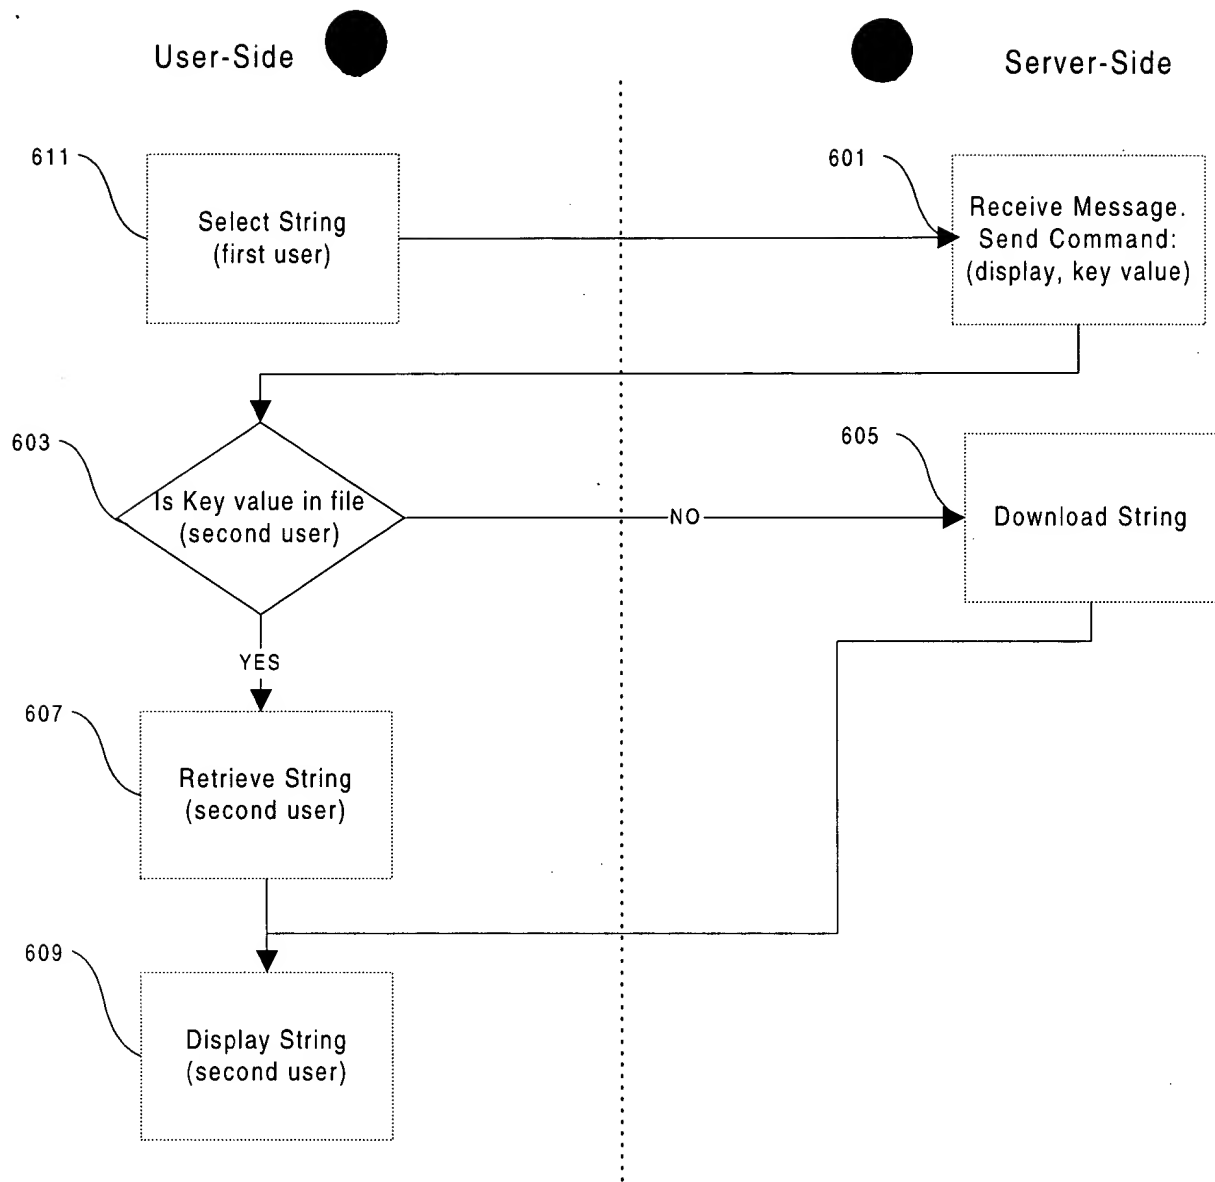 User-Side
Server-Side
611
Select String
(first user)
601
Receive Message.
Send Command:
(display, key value)
603
Is Key value in file
(second user)
NO
605
Download String
YES
607
Retrieve String
(second user)
609
Display String
(second user)